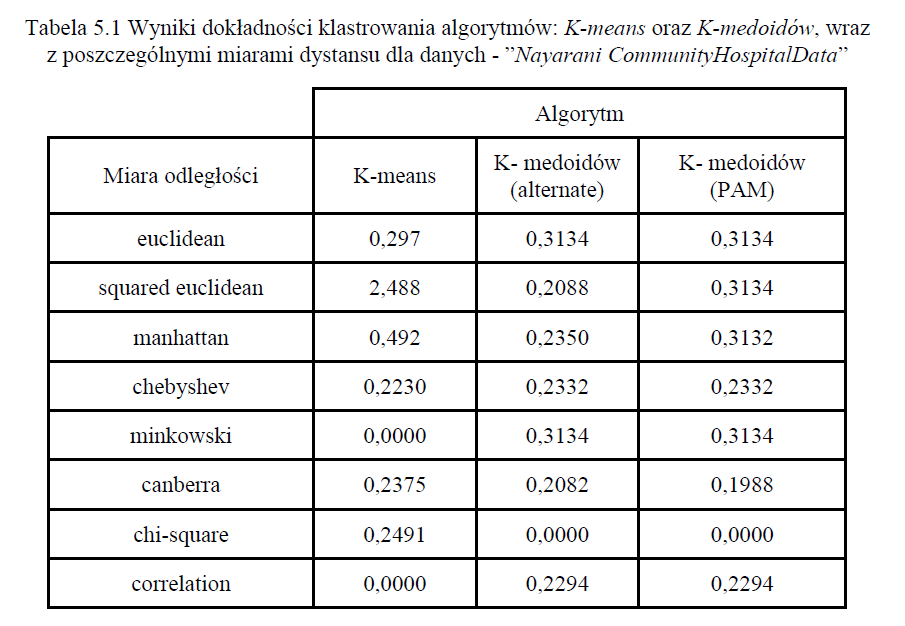 Tabela 5.1 Wyniki dokładności klastrowania algorytmów: K-means oraz K-medoidów, wraz
z poszczególnymi miarami dystansu dla danych - ”Nayarani CommunityHospitalData”
Algorytm
Miara odległości K-means K- medoidów (alternate) K- medoidów (PAM)
euclidean 0,297 0,3134 0,3134
squared euclidean 2,488 0,2088 0,3134
manhattan 0,492 0,2350 0,3132
chebyshev 0,2230 0,2332 0,2332
minkowski 0,0000 0,3134 0,3134
canberra 0,2375 0,2082 0,1988
chi-square 0,2491 0,0000 0,0000
correlation 0,0000 0,2294 0,2294